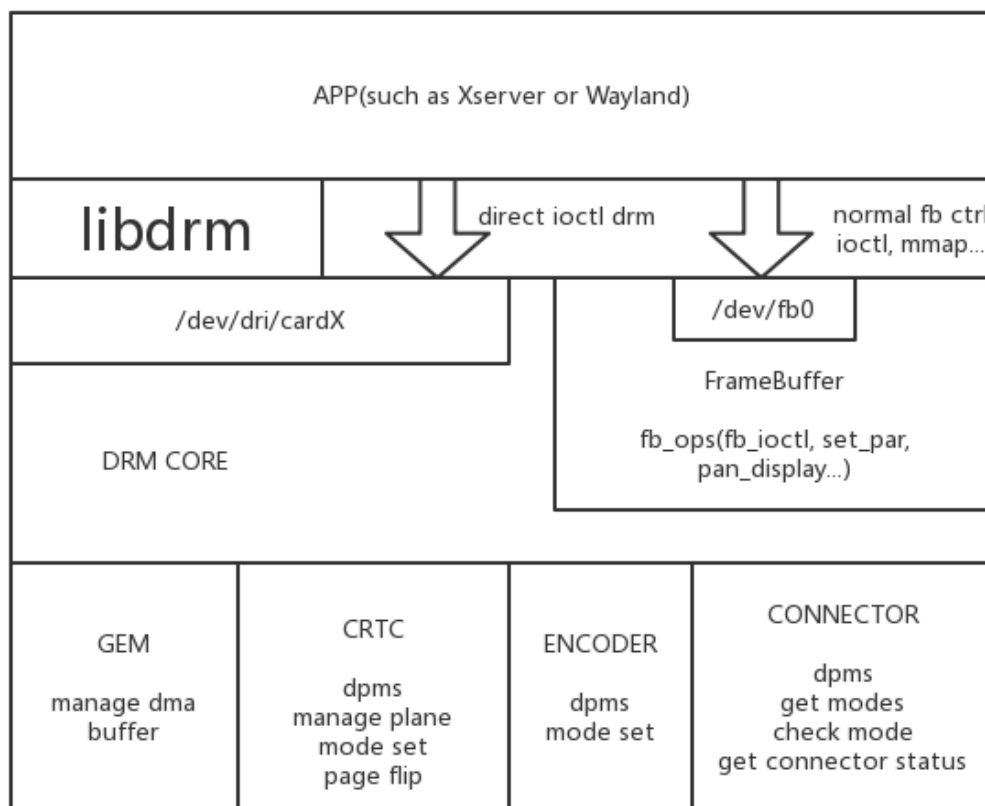 APP(such as Xserver or Wayland)
libdrm
direct ioctl drm
normal fb ctrl
ioctl, mmap...
/dev/dri/cardX
/dev/fb0
FrameBuffer
fb_ops(fb_ioctl, set_par,
pan_display...)
DRM CORE
GEM
manage dma
buffer
CRTC
dpms
manage plane
mode set
page flip
ENCODER
dpms
mode set
CONNECTOR
dpms
get modes
check mode
get connector status